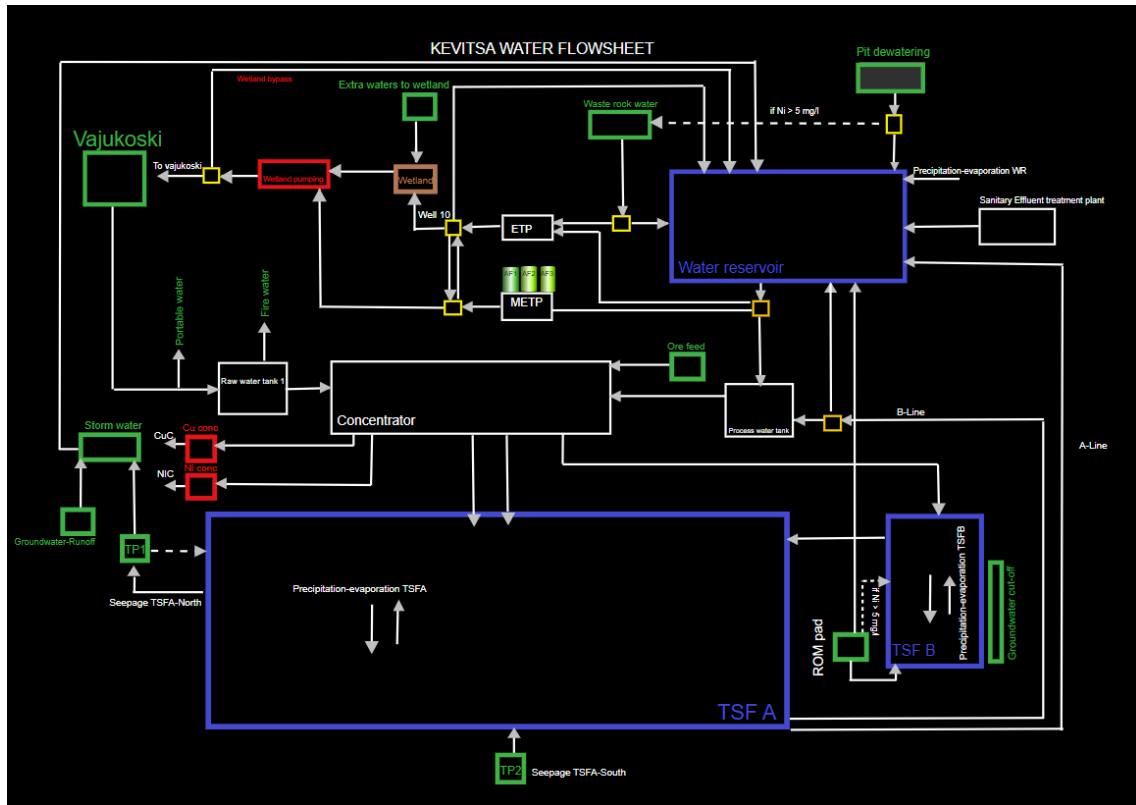 KEVITSA WATER FLOWSHEET
Pit dewatering
Wetland bypass
Extra waters to wetland
Waste rock water
if Ni > 5 mg/l
Vajukoski
To vajukoski
Wetland pumping
Wetland
Precipitation-evaporation WR
Sanitary Effluent treatment plant
Well 10
ETP
Water reservoir
AF1
AF2
AF3
METP
Portable water
Fire water
Ore feed
Raw water tank 1
Concentrator
Process water tank
B-Line
A-Line
Storm water
CuC
Cu conc
NIC
Ni conc
Groundwater-Runoff
TP1
Seepage TSFA-North
Precipitation-evaporation TSFA
if Ni > 5 mg/l
Precipitation-evaporation TSFB
Groundwater cut-off
ROM pad
TSF B
TSF A
TP2
Seepage TSFA-South